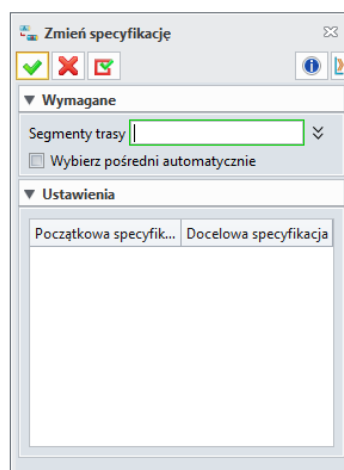 Zmień specyfikację
Wymagane
Segmenty trasy
Wybierz pośredni automatycznie
Ustawienia
Początkowa specyfik... Docelowa specyfikacja